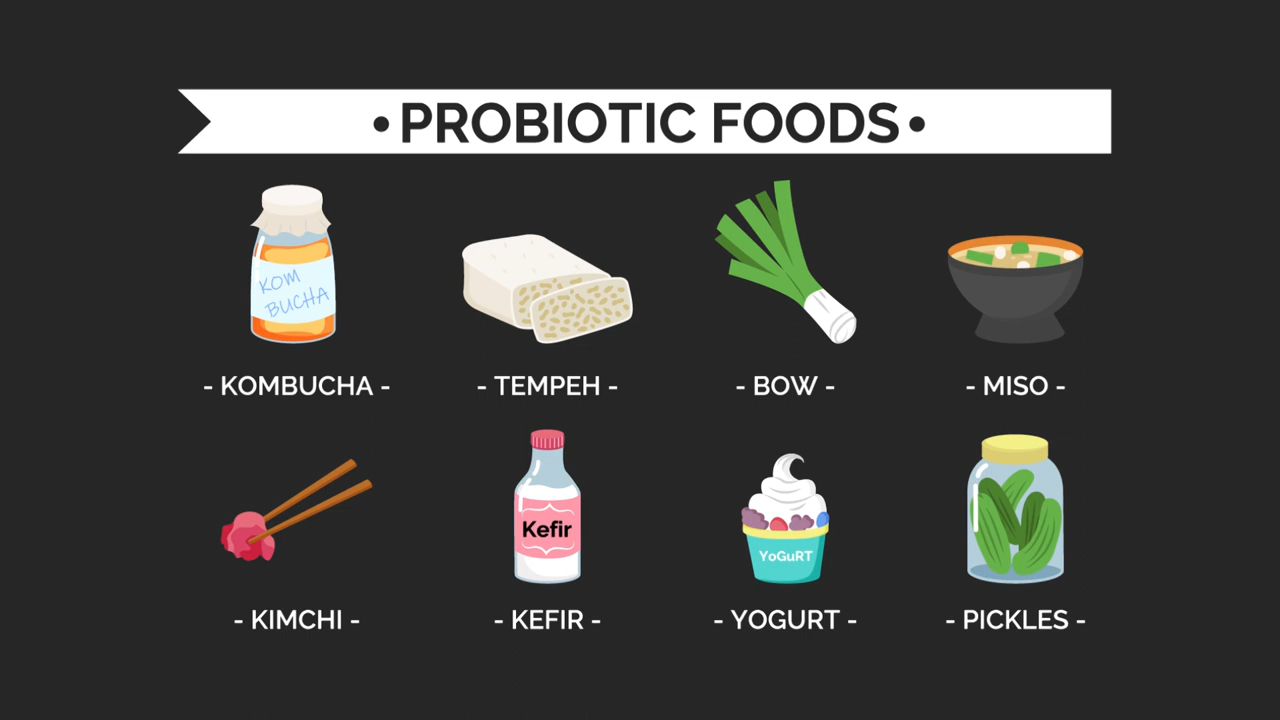 •PROBIOTIC FOODS•
KOM
BUCHA
- KOMBUCHA -
- TEMPEH -
- BOW -
- MISO -
Kefir
YoGuRT
- KIMCHI -
- KEFIR -
- YOGURT -
- PICKLES -